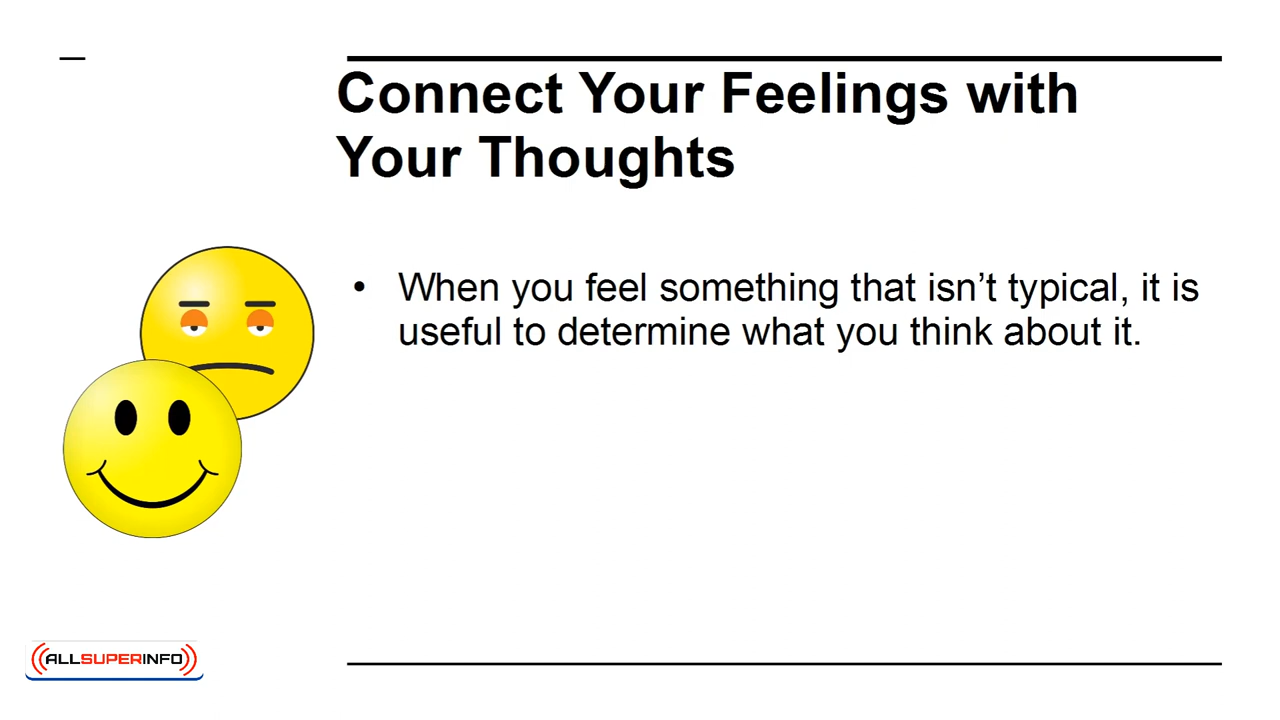 Connect Your Feelings with
Your Thoughts
• When you feel something that isn’t typical, it is
useful to determine what you think about it.
ALLSUPERINFO